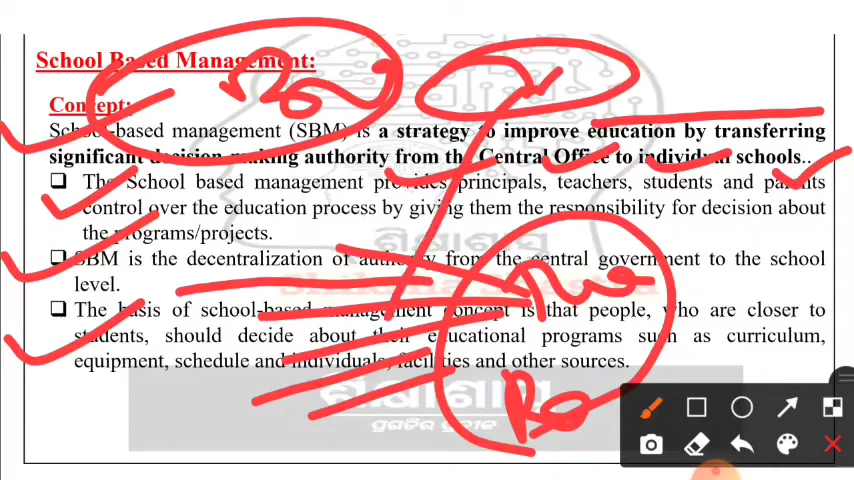 School Based Management:
Concept:
School-based management (SBM) is a strategy to improve education by transferring
significant decision-making authority from the Central Office to individual schools..
The School based management provides principals, teachers, students and parents
control over the education process by giving them the responsibility for decision about
the programs/projects.
SBM is the decentralization of authority from the central government to the school
level.
The basis of school-based management concept is that people, who are closer to
students, should decide about their educational programs such as curriculum,
equipment, schedule and individuals, facilities and other sources.